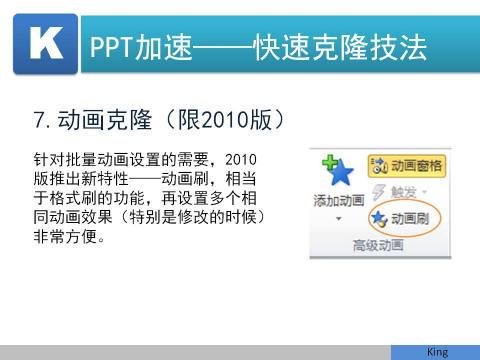 K
PPT加速——快速克隆技法
7.动画克隆（限2010版）
针对批量动画设置的需要，2010
版推出新特性——动画刷，相当
于格式刷的功能，再设置多个相
同动画效果（特别是修改的时候）
非常方便。
动画窗格
添加动画
触发
动画刷
高级动画
King